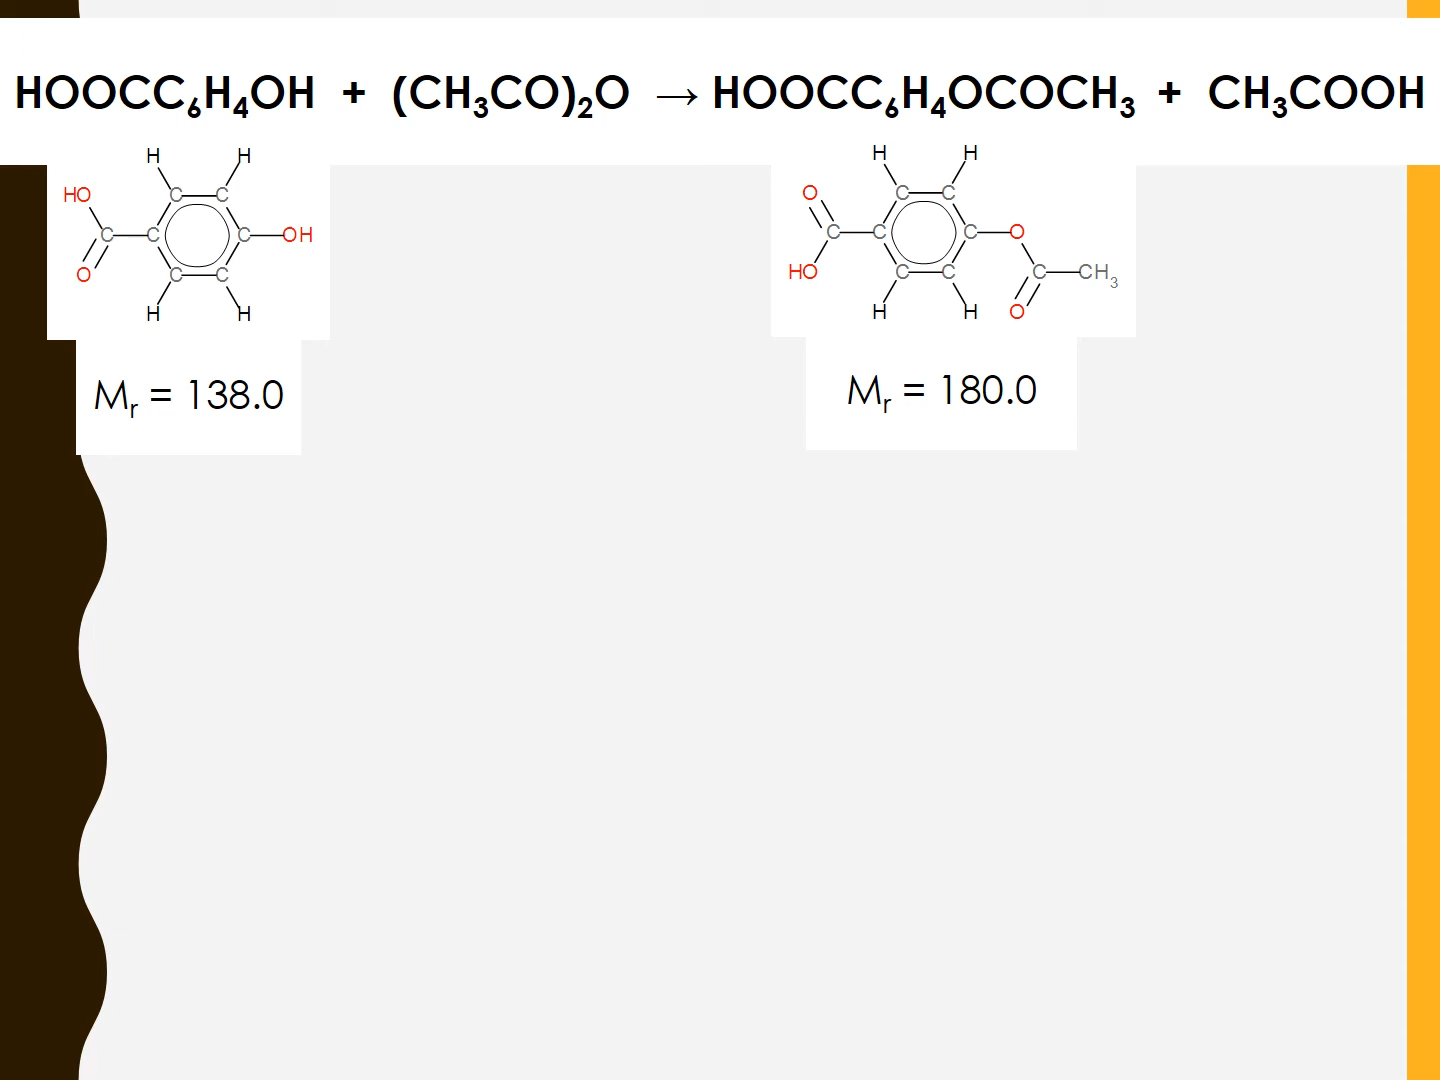 HOOCC₆H₄OH + (CH₃CO)₂O → HOOCC₆H₄OCOCH₃ + CH₃COOH
H H
HO C C
C C C OH
O C C
H H
H H
O C C
C C C O
HO C C C CH₃
H H O
Mᵣ = 138.0
Mᵣ = 180.0